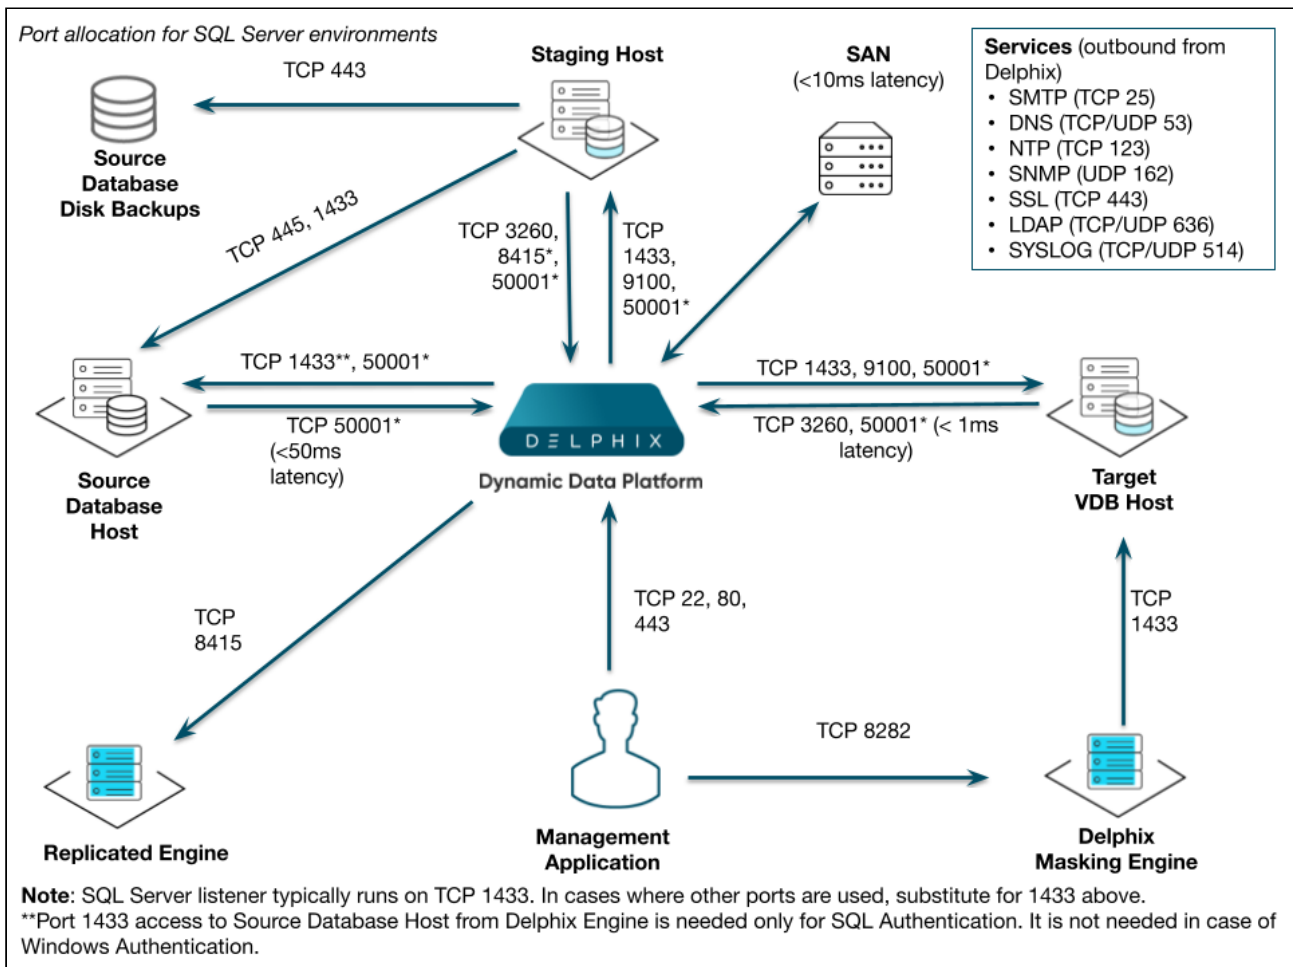 Port allocation for SQL Server environments
TCP 443
Source
Database
Disk Backups
Staging Host
SAN
(<10ms latency)
Services (outbound from
Delphix)
• SMTP (TCP 25)
• DNS (TCP/UDP 53)
• NTP (TCP 123)
• SNMP (UDP 162)
• SSL (TCP 443)
• LDAP (TCP/UDP 636)
• SYSLOG (TCP/UDP 514)
TCP 445, 1433
TCP 3260,
8415*,
50001*
TCP
1433,
9100,
50001*
TCP 1433**, 50001*
TCP 50001*
(<50ms
latency)
Source
Database
Host
DELPHIX
Dynamic Data Platform
TCP 1433, 9100, 50001*
TCP 3260, 50001* (< 1ms
latency)
Target
VDB Host
TCP
8415
TCP 22, 80,
443
TCP
1433
TCP 8282
Replicated Engine
Management
Application
Delphix
Masking Engine
Note: SQL Server listener typically runs on TCP 1433. In cases where other ports are used, substitute for 1433 above.
**Port 1433 access to Source Database Host from Delphix Engine is needed only for SQL Authentication. It is not needed in case of
Windows Authentication.